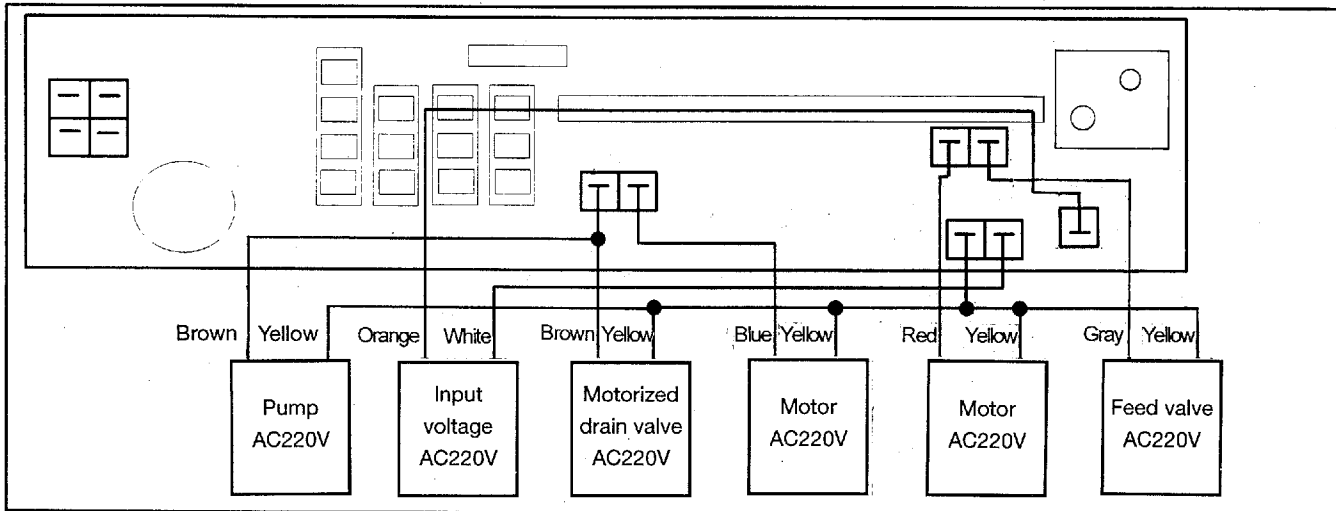 Brown Yellow Orange White Brown Yellow Blue Yellow Red Yellow Gray Yellow
Pump
AC220V
Input
voltage
AC220V
Motorized
drain valve
AC220V
Motor
AC220V
Motor
AC220V
Feed valve
AC220V